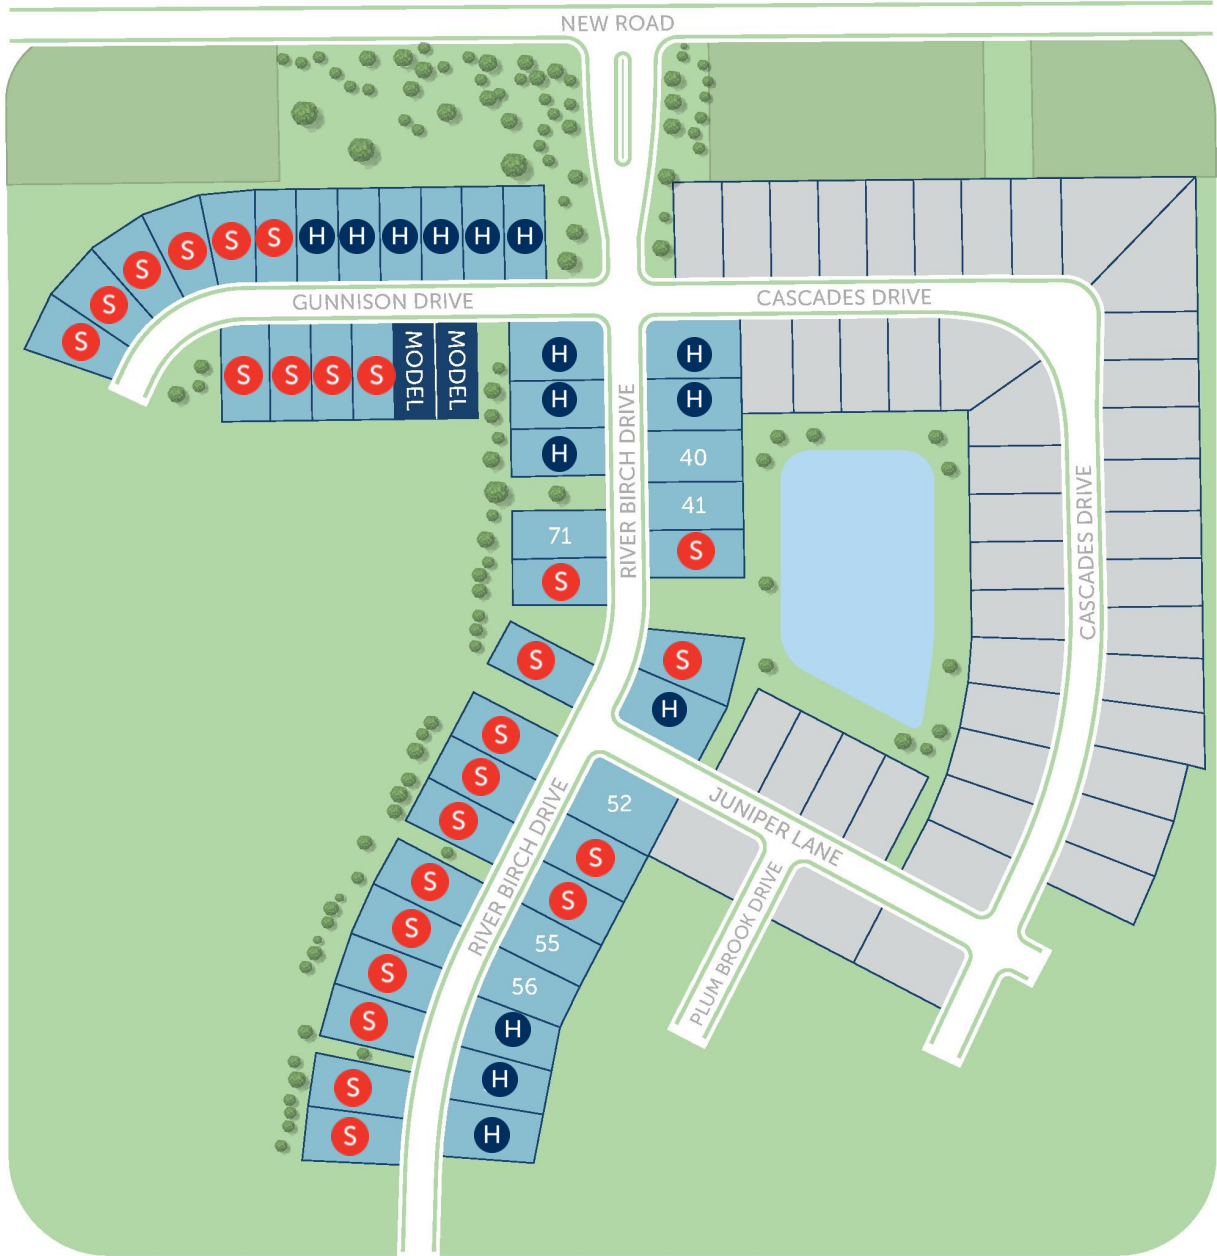 NEW ROAD
S S S S S S H H H H H H
S S
GUNNISON DRIVE
CASCADES DRIVE
S S S S MODEL MODEL
H
H
H
H
H
40
41
S
71
S
RIVER BIRCH DRIVE
CASCADES DRIVE
S
S
H
S
S
S
52
JUNIPER LANE
PLUM BROOK DRIVE
RIVER BIRCH DRIVE
S
S
55
56
S
S
S
S
H
H
H
S
S